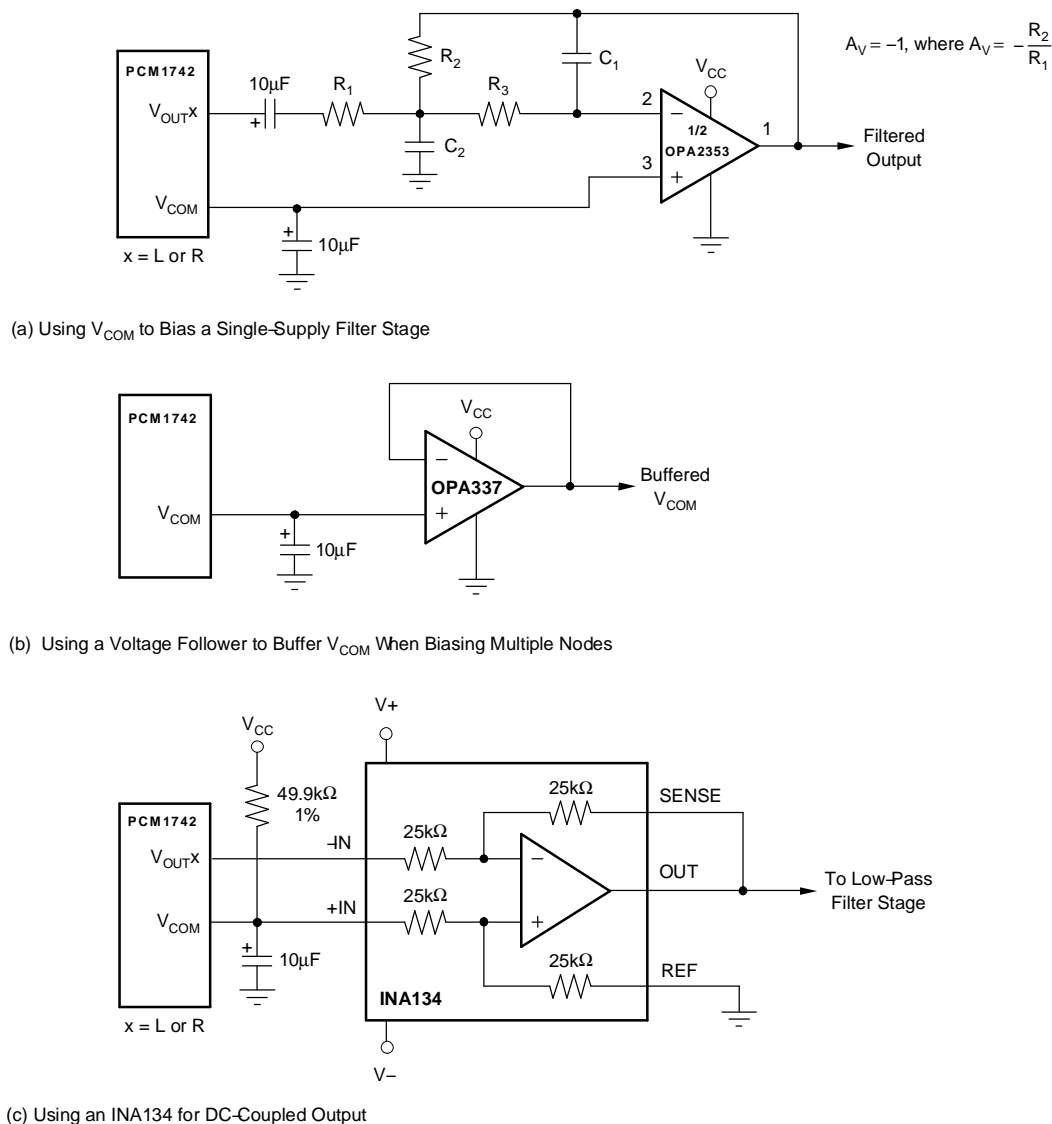 A_V = −1, where A_V = − R_2 / R_1
PCM1742
V_OUTX
10µF
+
R_1
R_2
R_3
C_1
C_2
V_CC
2
−
1/2
OPA2353
1
3
+
Filtered
Output
V_COM
+
10µF
x = L or R
(a) Using V_COM to Bias a Single−Supply Filter Stage
PCM1742
V_CC
−
OPA337
+
Buffered
V_COM
V_COM
+
10µF
(b) Using a Voltage Follower to Buffer V_COM When Biasing Multiple Nodes
V+
V_CC
49.9kΩ
1%
25kΩ
SENSE
PCM1742
V_OUTX
−IN
25kΩ
−
OUT
To Low−Pass
Filter Stage
V_COM
+IN
25kΩ
+
+
10µF
25kΩ
REF
INA134
x = L or R
V−
(c) Using an INA134 for DC−Coupled Output